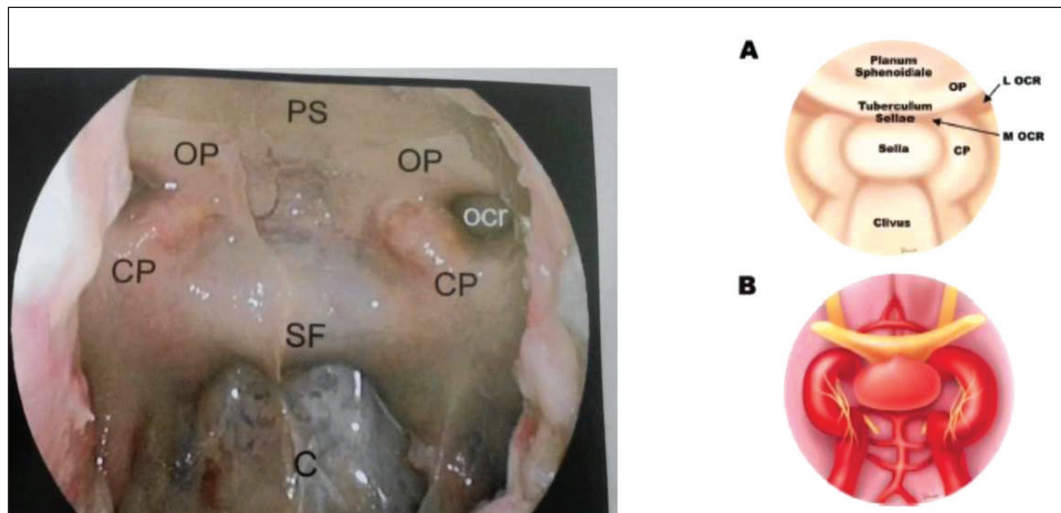 PS
OP
OP
ocr
CP
CP
SF
C
A
Planum
Sphenoidale
OP
L OCR
Tuberculum
Sellae
M OCR
Sella
CP
Clivus
B